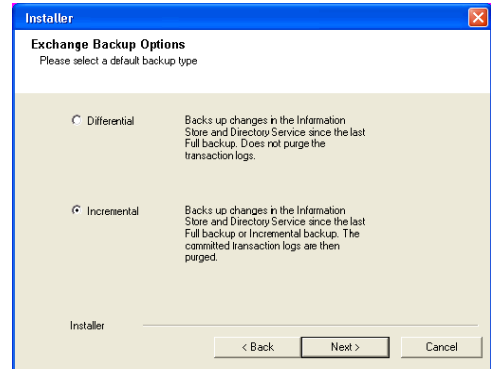 Installer
Exchange Backup Options
Please select a default backup type
Differential
Backs up changes in the Information
Store and Directory Service since the last
Full backup. Does not purge the
transaction logs.
Incremental
Backs up changes in the Information
Store and Directory Service since the last
Full backup or Incremental backup. The
committed transaction logs are then
purged.
Installer
< Back
Next >
Cancel